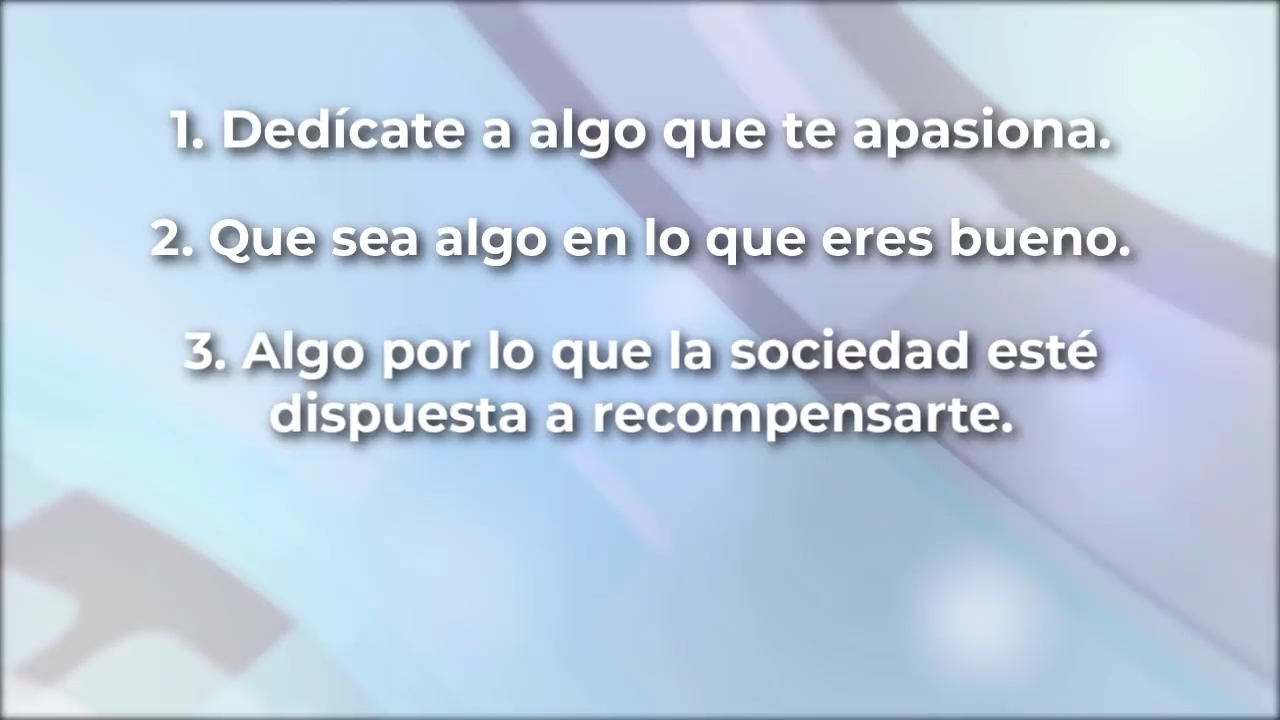 1. Dedícate a algo que te apasiona.
2. Que sea algo en lo que eres bueno.
3. Algo por lo que la sociedad esté
dispuesta a recompensarte.